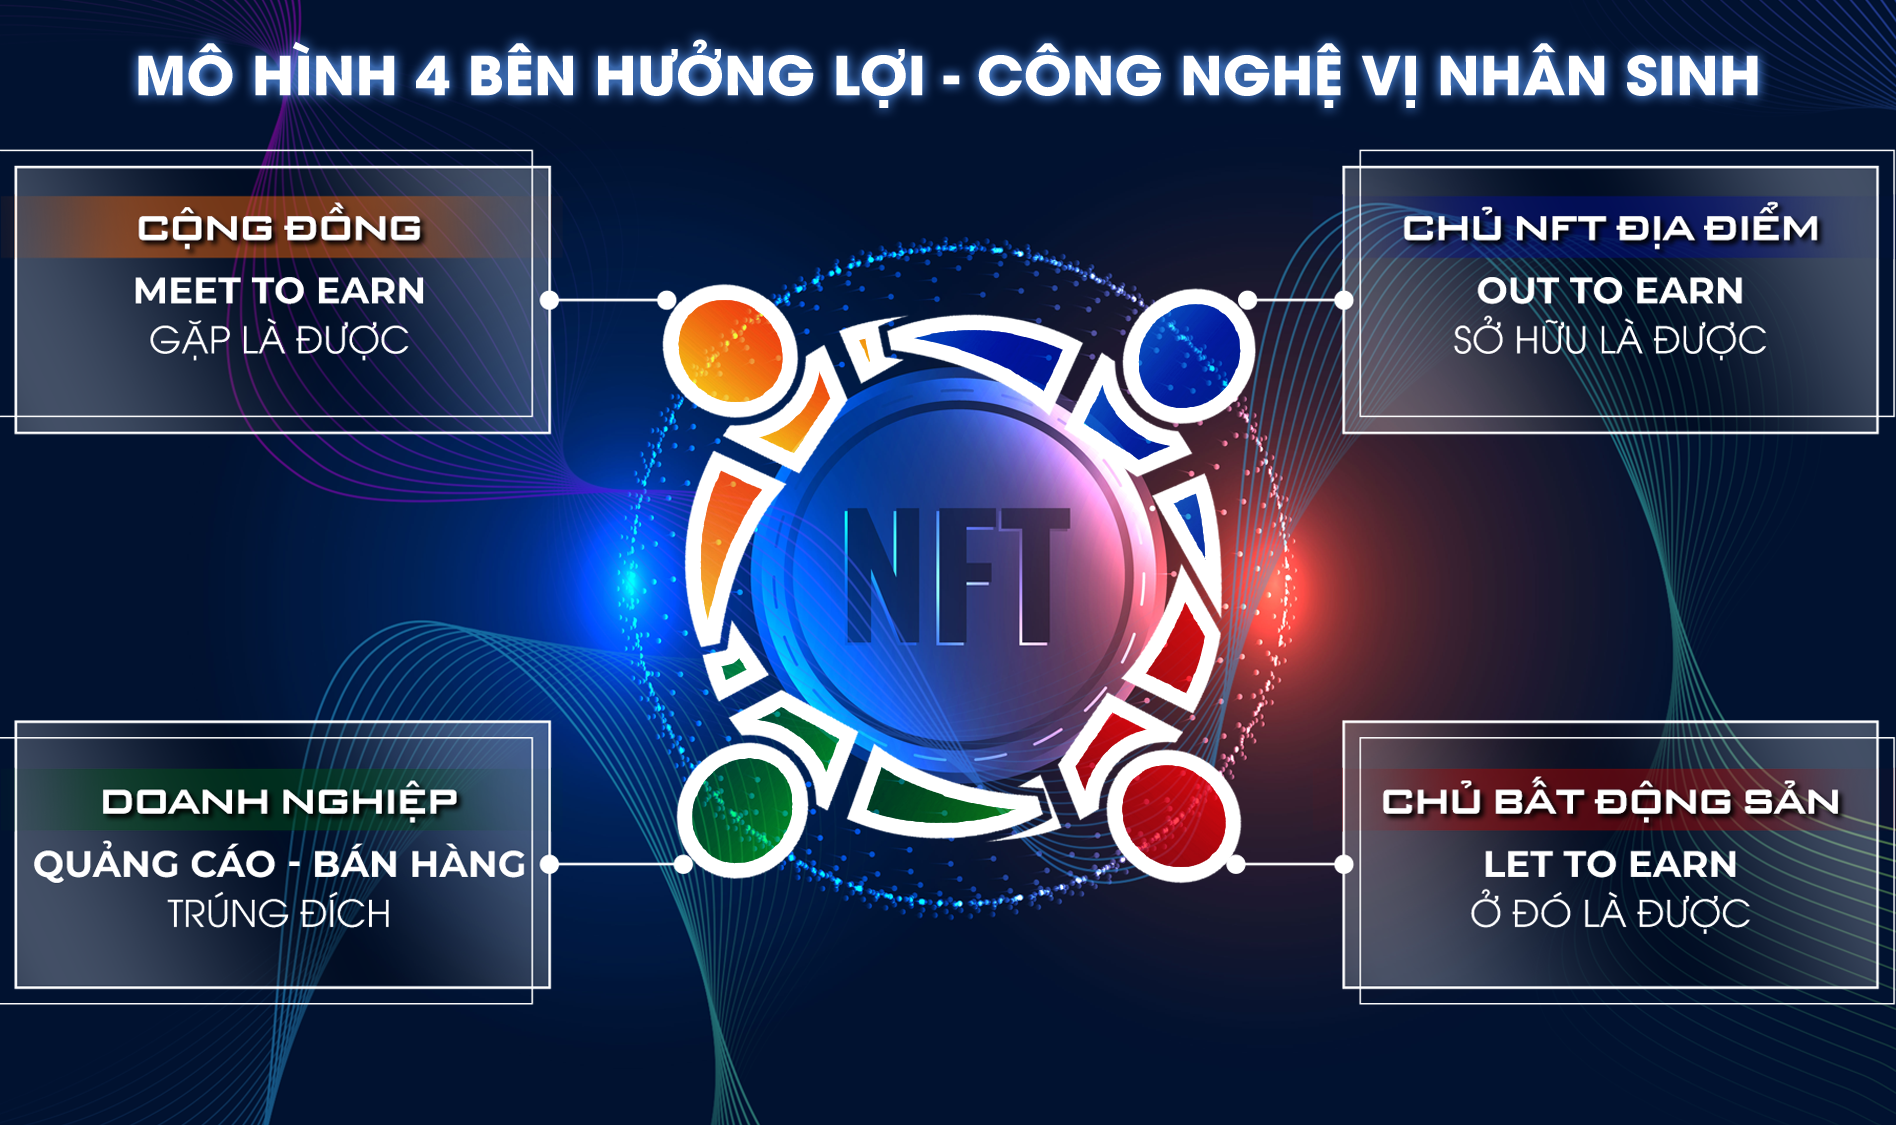 MÔ HÌNH 4 BÊN HƯỞNG LỢI - CÔNG NGHỆ VỊ NHÂN SINH
CỘNG ĐỒNG
MEET TO EARN
GẶP LÀ ĐƯỢC
CHỦ NFT ĐỊA ĐIỂM
OUT TO EARN
SỞ HỮU LÀ ĐƯỢC
NFT
DOANH NGHIỆP
QUẢNG CÁO - BÁN HÀNG
TRÚNG ĐÍCH
CHỦ BẤT ĐỘNG SẢN
LET TO EARN
Ở ĐÓ LÀ ĐƯỢC